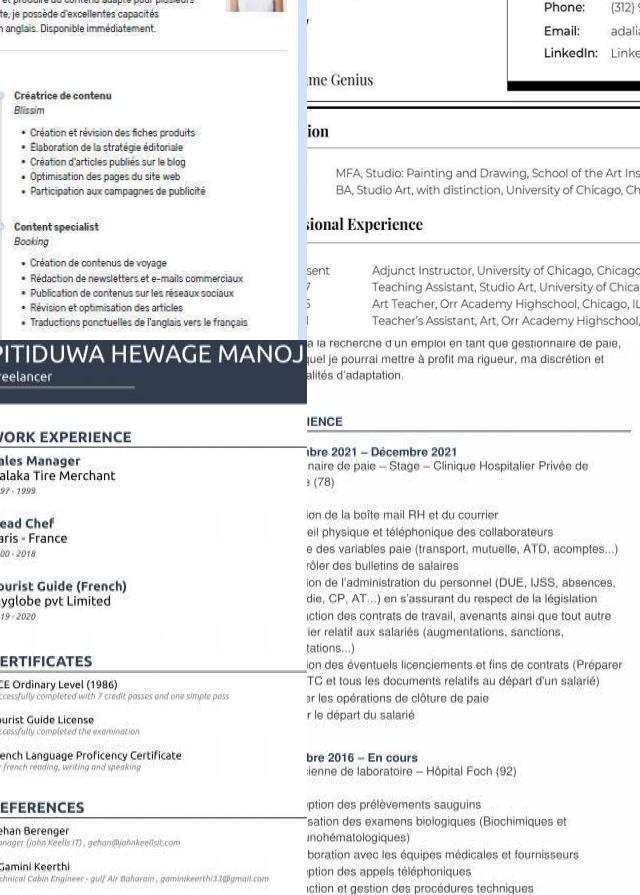 et produire du contenu adapté pour plusieurs
te, je possède d'excellentes capacités
n anglais. Disponible immédiatement.
Créatrice de contenu
Blissim
• Création et révision des fiches produits
• Élaboration de la stratégie éditoriale
• Création d'articles publiés sur le blog
• Optimisation des pages du site web
• Participation aux campagnes de publicité
Content specialist
Booking
• Création de contenus de voyage
• Rédaction de newsletters et e-mails commerciaux
• Publication de contenus sur les réseaux sociaux
• Révision et optimisation des articles
• Traductions ponctuelles de l'anglais vers le français
Phone: (312) 9
Email: adalia
LinkedIn: Linke
me Genius
ion
MFA, Studio: Painting and Drawing, School of the Art Ins
BA, Studio Art, with distinction, University of Chicago, Ch
sional Experience
sent Adjunct Instructor, University of Chicago, Chicago
7 Teaching Assistant, Studio Art, University of Chica
5 Art Teacher, Orr Academy Highschool, Chicago, IL
1 Teacher's Assistant, Art, Orr Academy Highschool,
PITIDUWA HEWAGE MANOJ
reelancer
WORK EXPERIENCE
ales Manager
alaka Tire Merchant
97 - 1999
ead Chef
aris - France
00 - 2018
ourist Guide (French)
yglobe pvt Limited
19 - 2020
ERTIFICATES
CE Ordinary Level (1986)
ccessfully completed with 7 credit passes and one simple pass
ourist Guide License
ccessfully completed the examination
ench Language Proficency Certificate
r french reading, writing and speaking
EFERENCES
ehan Berenger
anager (John Keells IT) , gehan@johnkeellsit.com
Gamini Keerthi
chnical Cabin Engineer - gulf Air Baharain , gaminikeerthi33@gmail.com
à la recherche d'un emploi en tant que gestionnaire de paie,
quel je pourrai mettre à profit ma rigueur, ma discrétion et
alités d'adaptation.
IENCE
bre 2021 – Décembre 2021
nnaire de paie – Stage – Clinique Hospitalier Privée de
e (78)
ion de la boîte mail RH et du courrier
eil physique et téléphonique des collaborateurs
e des variables paie (transport, mutuelle, ATD, acomptes...)
rôler des bulletins de salaires
ion de l'administration du personnel (DUE, IJSS, absences,
die, CP, AT...) en s'assurant du respect de la législation
ction des contrats de travail, avenants ainsi que tout autre
ier relatif aux salariés (augmentations, sanctions,
tations...)
ion des éventuels licenciements et fins de contrats (Préparer
TC et tous les documents relatifs au départ d'un salarié)
er les opérations de clôture de paie
r le départ du salarié
bre 2016 – En cours
cienne de laboratoire – Hôpital Foch (92)
ption des prélèvements sauguins
sation des examens biologiques (Biochimiques et
unohématologiques)
boration avec les équipes médicales et fournisseurs
ption des appels téléphoniques
ction et gestion des procédures techniques